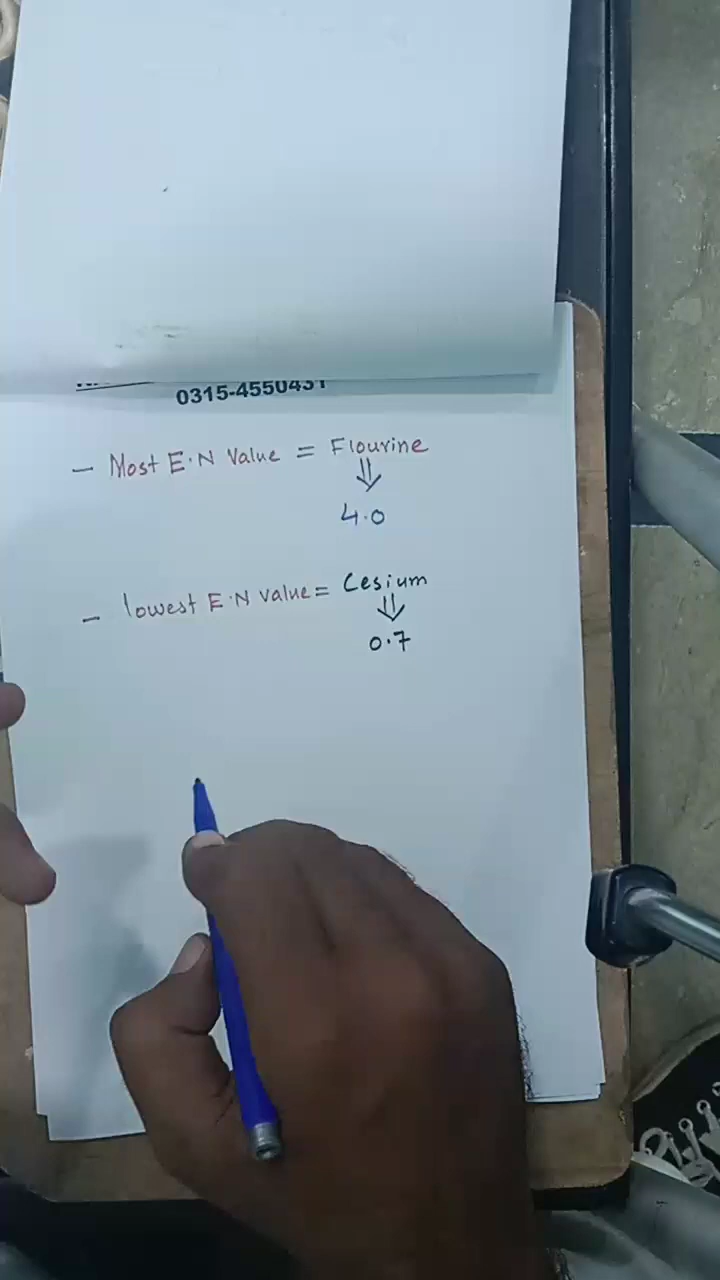 0315-4550431
– Most E.N Value = Flourine
⇓
4.0
– lowest E.N value = Cesium
⇓
0.7